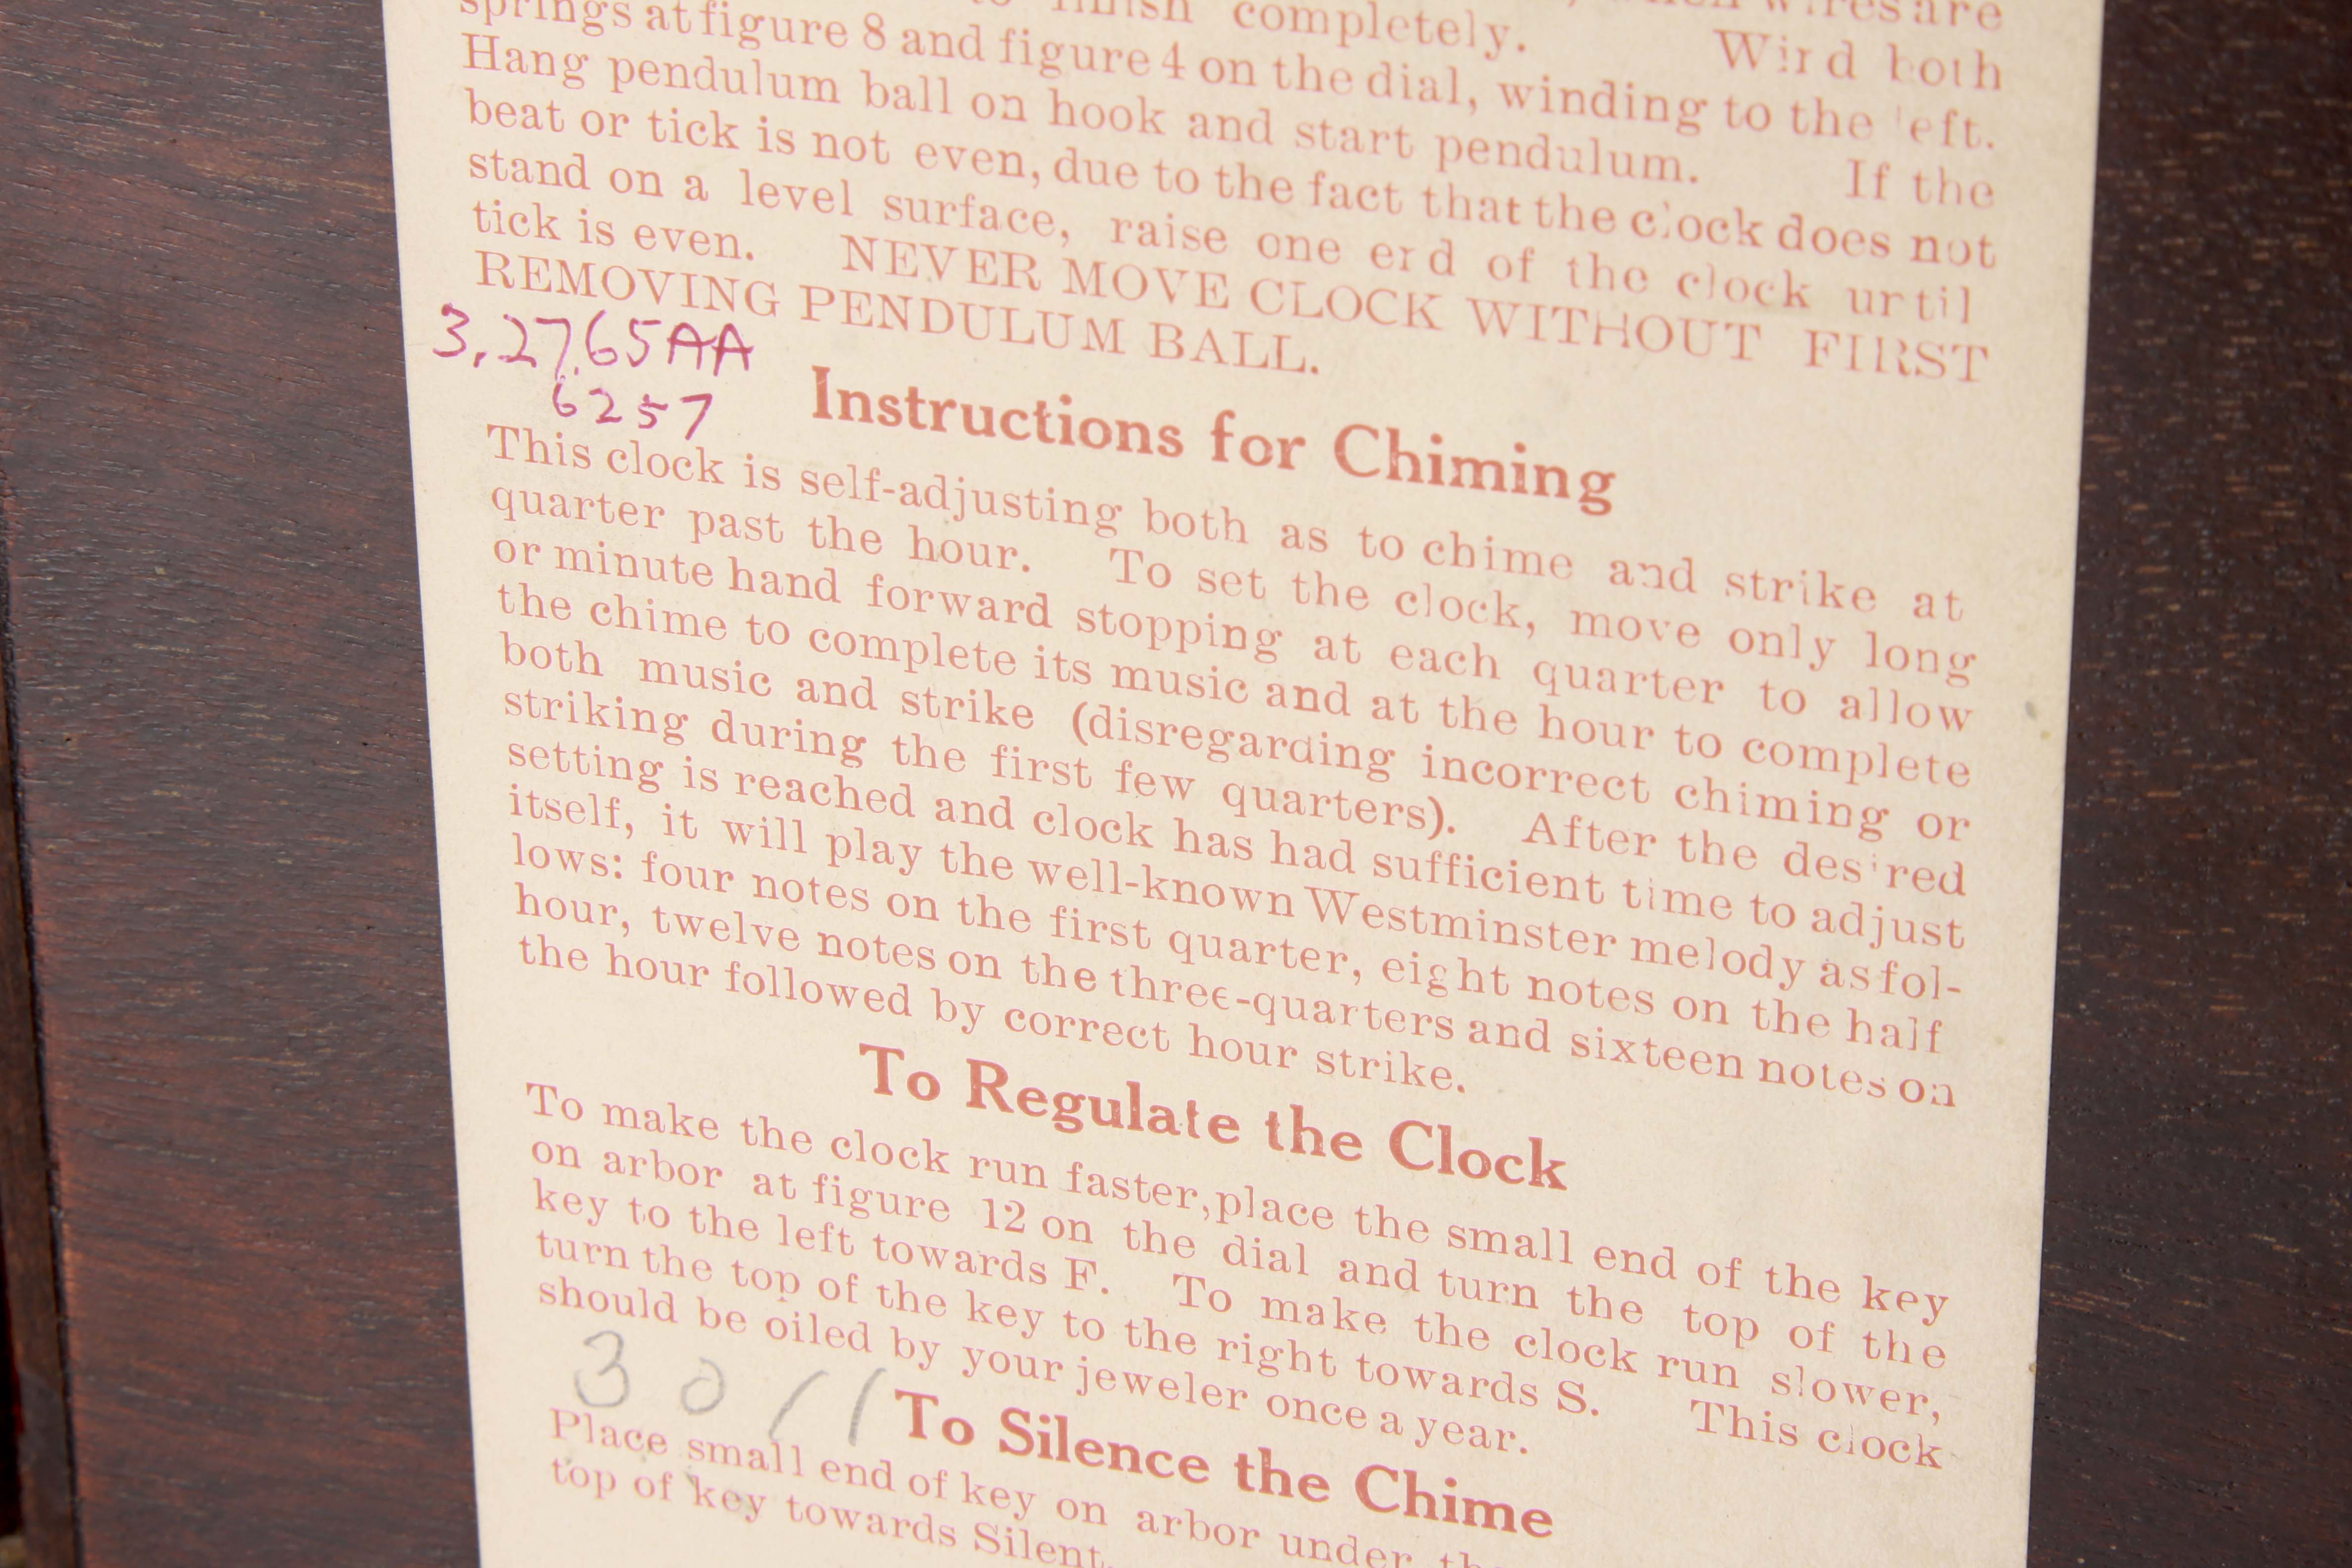 completely. wires are
springs at figure 8 and figure 4 on the dial, winding to the left. Wind both
Hang pendulum ball on hook and start pendulum. If the
beat or tick is not even, due to the fact that the clock does not
stand on a level surface, raise one end of the clock until
tick is even. NEVER MOVE CLOCK WITHOUT FIRST
REMOVING PENDULUM BALL.
3,27,65AA
6257
Instructions for Chiming
This clock is self-adjusting both as to chime and strike at
quarter past the hour. To set the clock, move only long
or minute hand forward stopping at each quarter to allow
the chime to complete its music and at the hour to complete
both music and strike (disregarding incorrect chiming or
striking during the first few quarters). After the desired
setting is reached and clock has had sufficient time to adjust
itself, it will play the well-known Westminster melody as fol-
lows: four notes on the first quarter, eight notes on the half
hour, twelve notes on the three-quarters and sixteen notes on
the hour followed by correct hour strike.
To Regulate the Clock
To make the clock run faster, place the small end of the key
on arbor at figure 12 on the dial and turn the top of the
key to the left towards F. To make the clock run slower,
turn the top of the key to the right towards S. This clock
should be oiled by your jeweler once a year.
30 11
To Silence the Chime
Place small end of key on arbor under
top of key towards Silent.